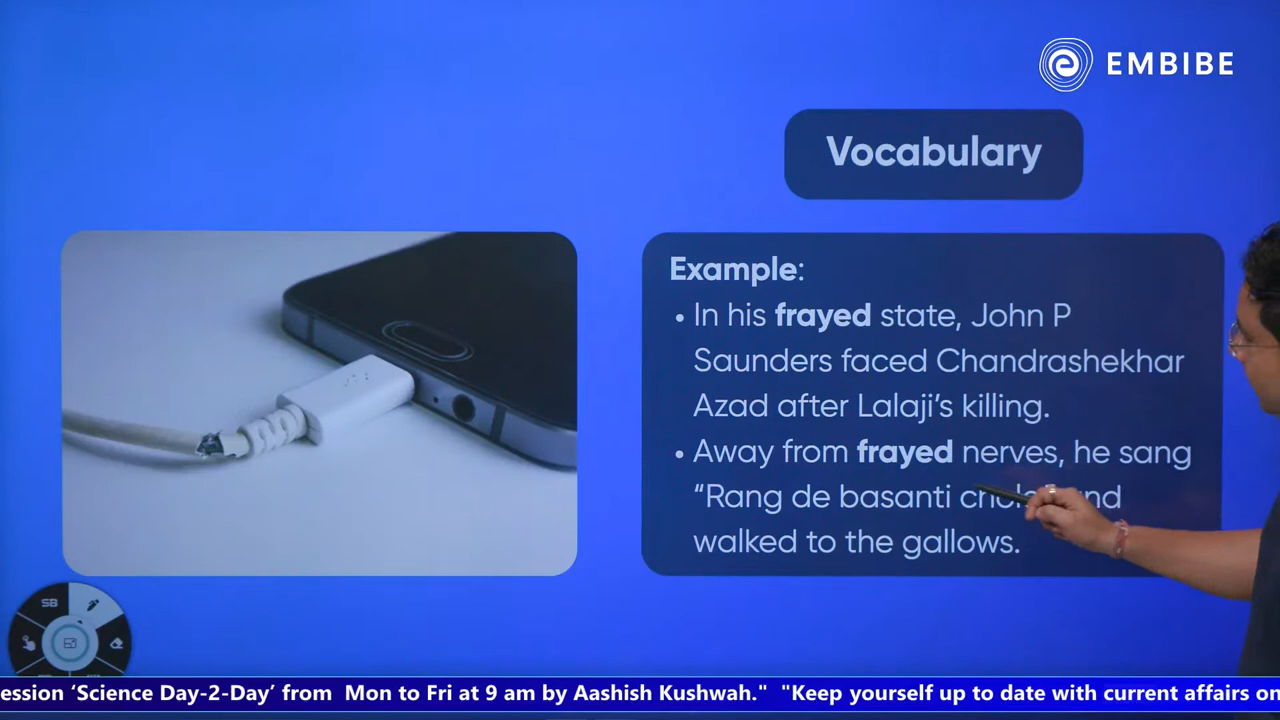 EMBIBE
Vocabulary
Example:
• In his frayed state, John P
Saunders faced Chandrashekhar
Azad after Lalaji’s killing.
• Away from frayed nerves, he sang
“Rang de basanti nd
walked to the gallows.
SB
ession ‘Science Day-2-Day’ from Mon to Fri at 9 am by Aashish Kushwah." "Keep yourself up to date with current affairs on